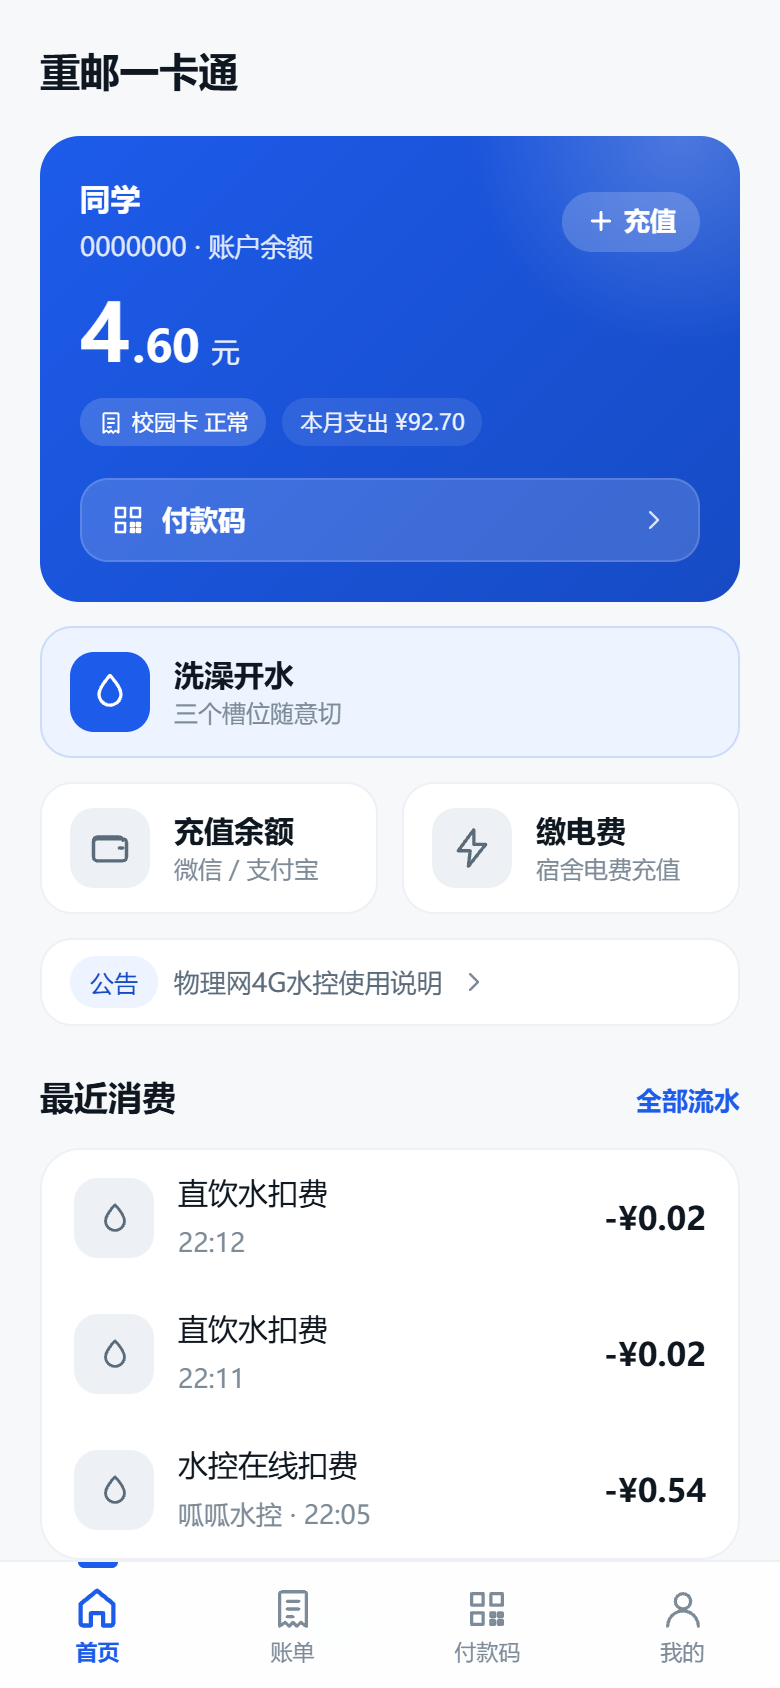 重邮一卡通
同学
0000000 · 账户余额
充值
4.60 元
校园卡 正常
本月支出 ¥92.70
付款码
洗澡开水
三个槽位随意切
充值余额
微信 / 支付宝
缴电费
宿舍电费充值
公告 物理网4G水控使用说明
最近消费 全部流水
直饮水扣费
22:12
-¥0.02
直饮水扣费
22:11
-¥0.02
水控在线扣费
呱呱水控 · 22:05
-¥0.54
首页 账单 付款码 我的